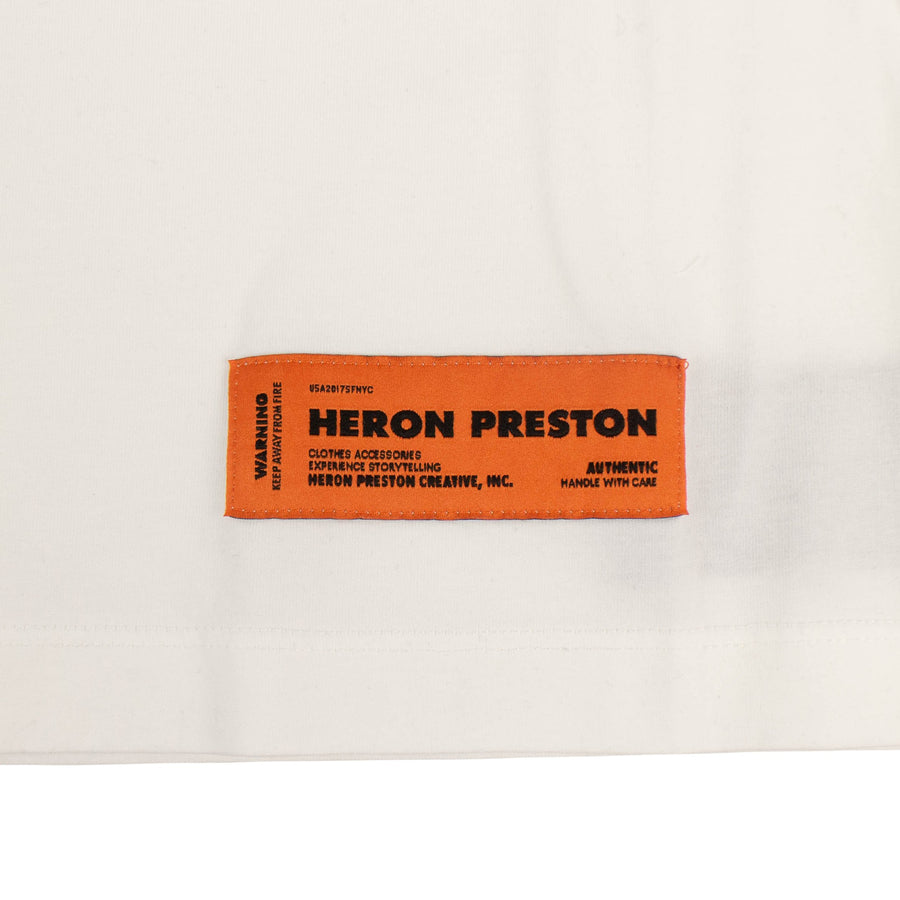 WARNING
KEEP AWAY FROM FIRE
USA2017SFNYC
HERON PRESTON
CLOTHES ACCESSORIES
EXPERIENCE STORYTELLING
HERON PRESTON CREATIVE, INC.
AUTHENTIC
HANDLE WITH CARE